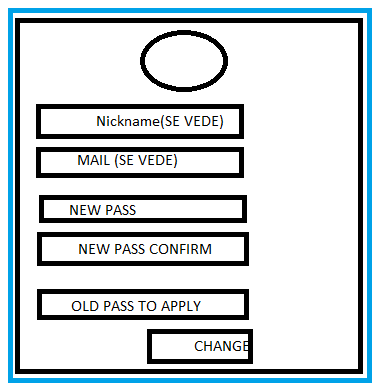 Nickname(SE VEDE)
MAIL (SE VEDE)
NEW PASS
NEW PASS CONFIRM
OLD PASS TO APPLY
CHANGE